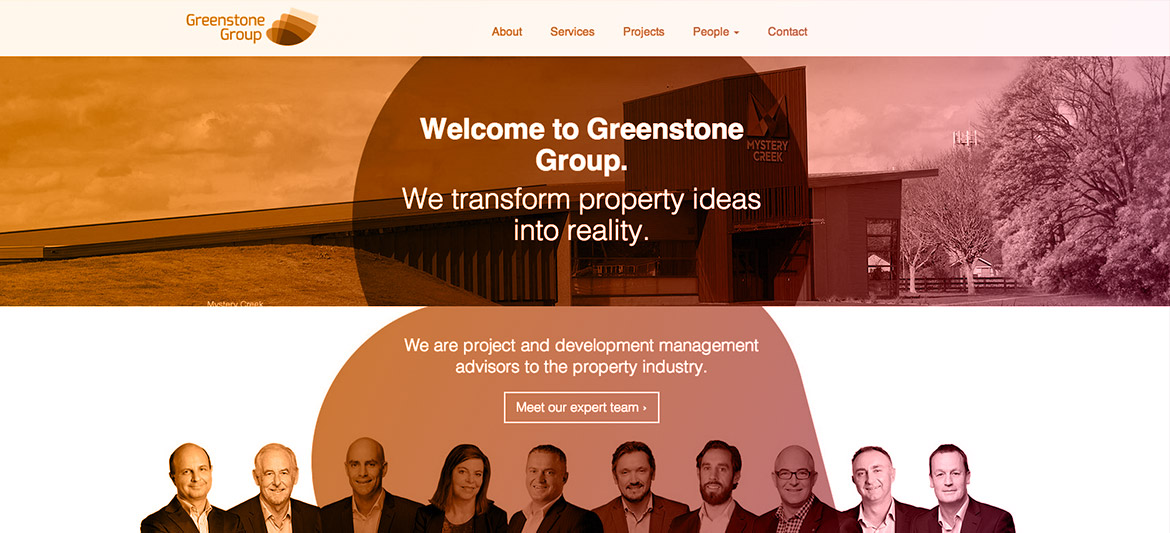 Greenstone
Group
About Services Projects People Contact
Welcome to Greenstone
Group.
We transform property ideas
into reality.
MYSTERY
CREEK
Mystery Creek
We are project and development management
advisors to the property industry.
Meet our expert team ›